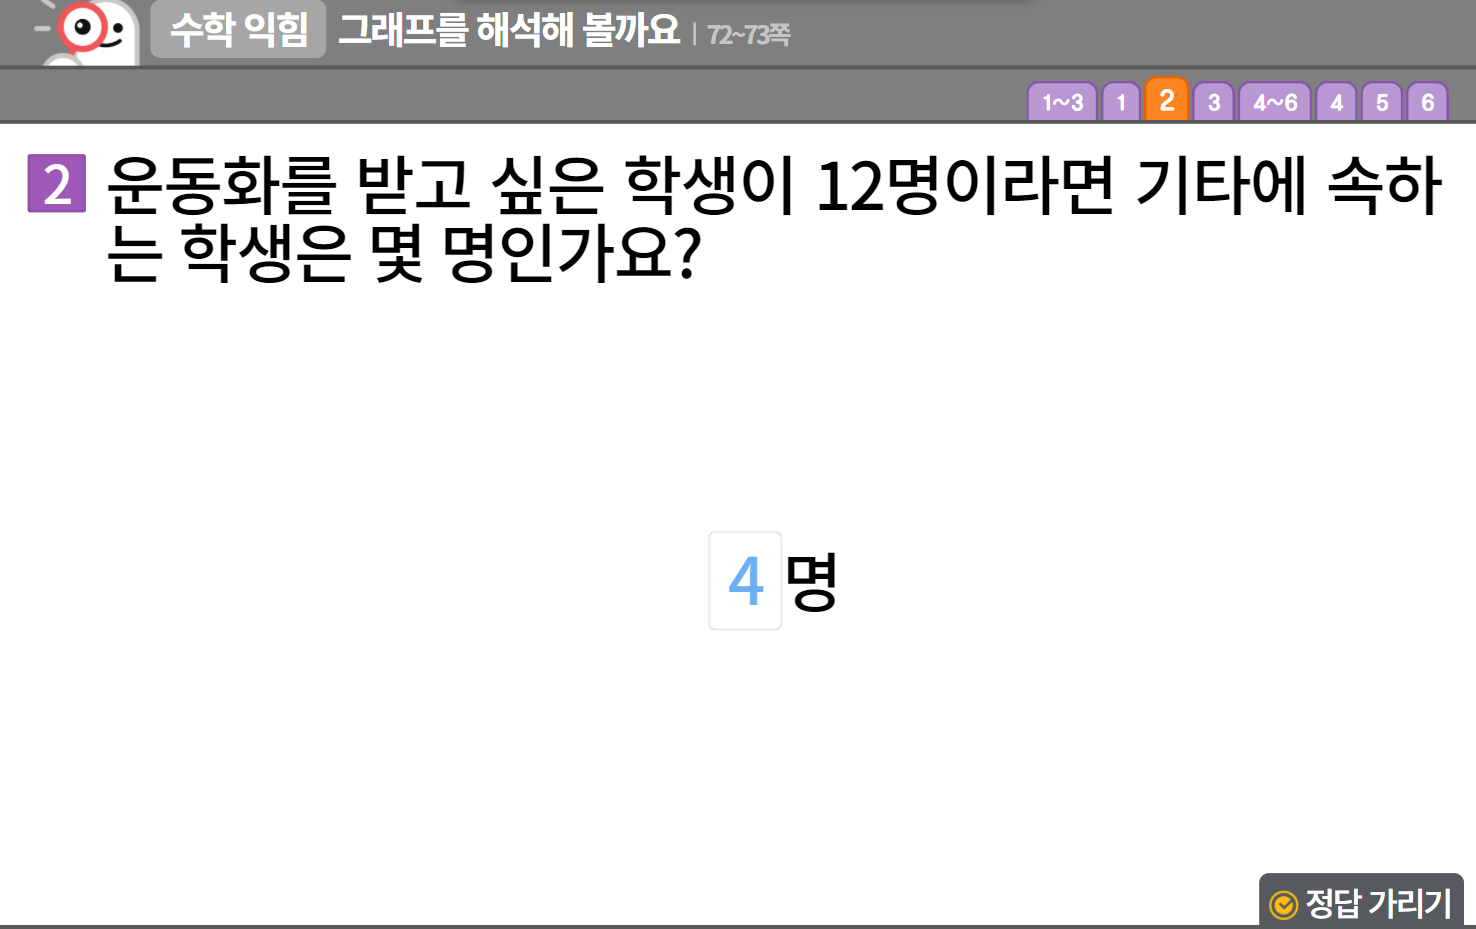 수학 익힘 그래프를 해석해 볼까요 | 72~73쪽
1~3 1 2 3 4~6 4 5 6
2 운동화를 받고 싶은 학생이 12명이라면 기타에 속하
는 학생은 몇 명인가요?
4 명
정답 가리기